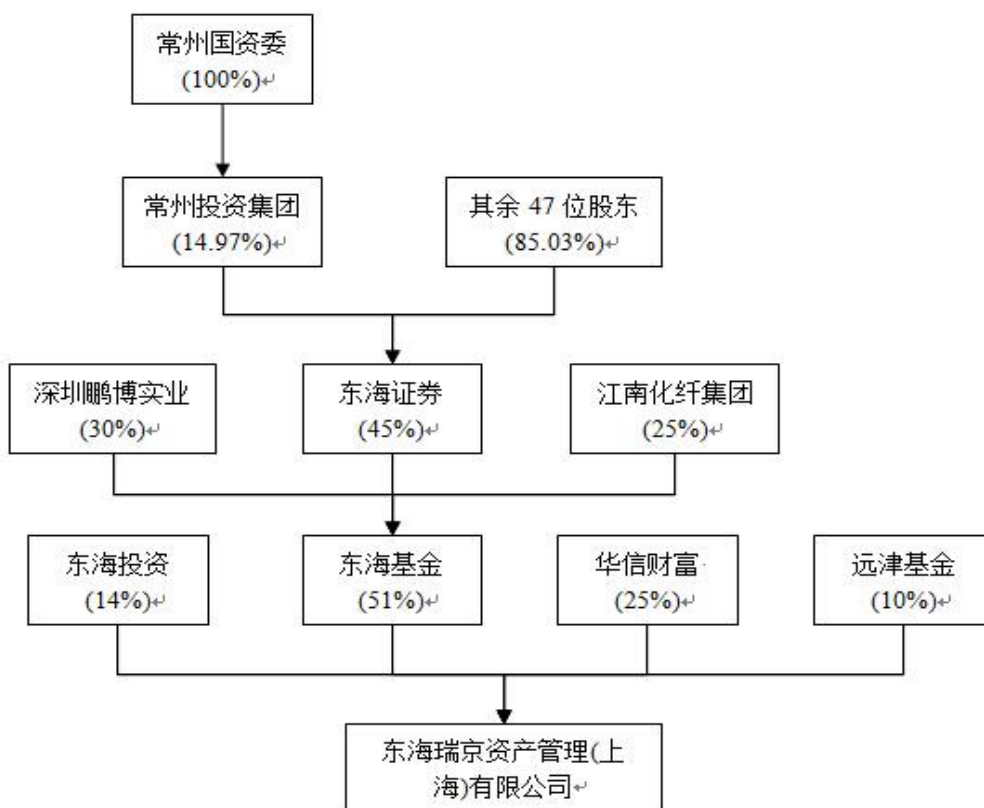 常州国资委
(100%)↵
常州投资集团
(14.97%)↵
其余 47 位股东
(85.03%)↵
深圳鹏博实业
(30%)↵
东海证券
(45%)↵
江南化纤集团
(25%)↵
东海投资
(14%)↵
东海基金
(51%)↵
华信财富
(25%)↵
远津基金
(10%)↵
东海瑞京资产管理(上
海)有限公司↵